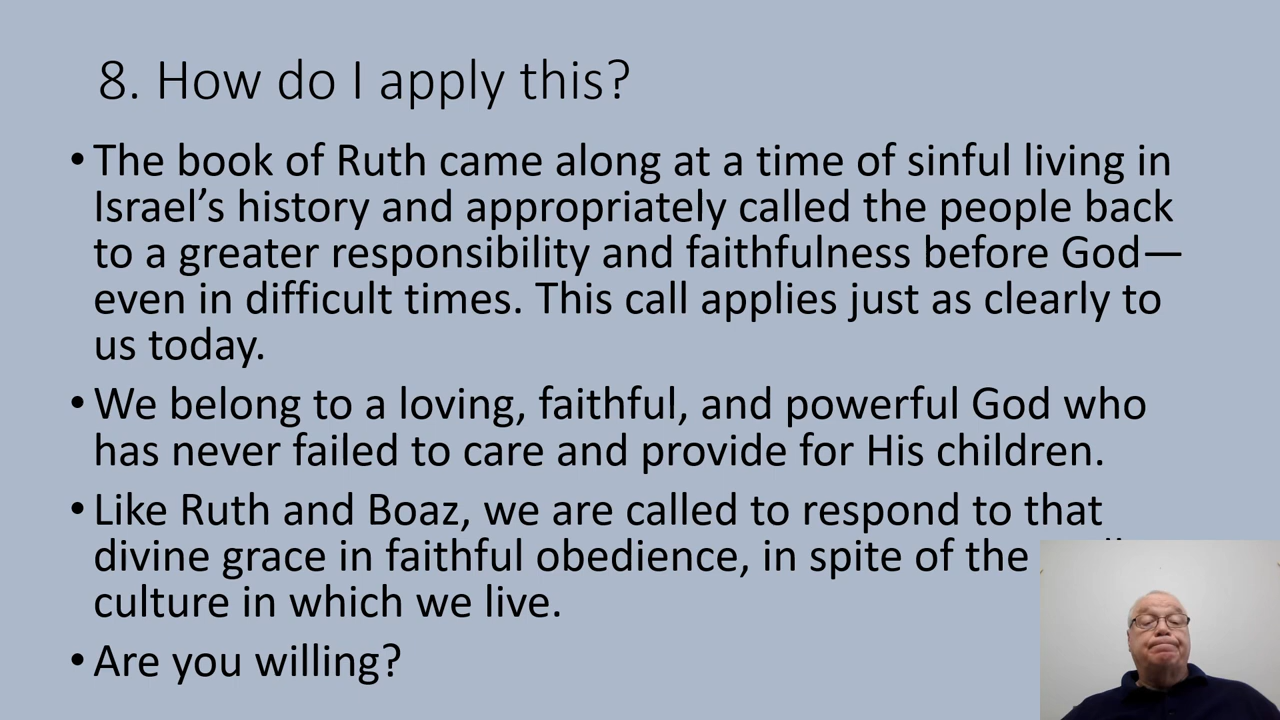 8. How do I apply this?
• The book of Ruth came along at a time of sinful living in
Israel’s history and appropriately called the people back
to a greater responsibility and faithfulness before God—
even in difficult times. This call applies just as clearly to
us today.
• We belong to a loving, faithful, and powerful God who
has never failed to care and provide for His children.
• Like Ruth and Boaz, we are called to respond to that
divine grace in faithful obedience, in spite of the
culture in which we live.
• Are you willing?